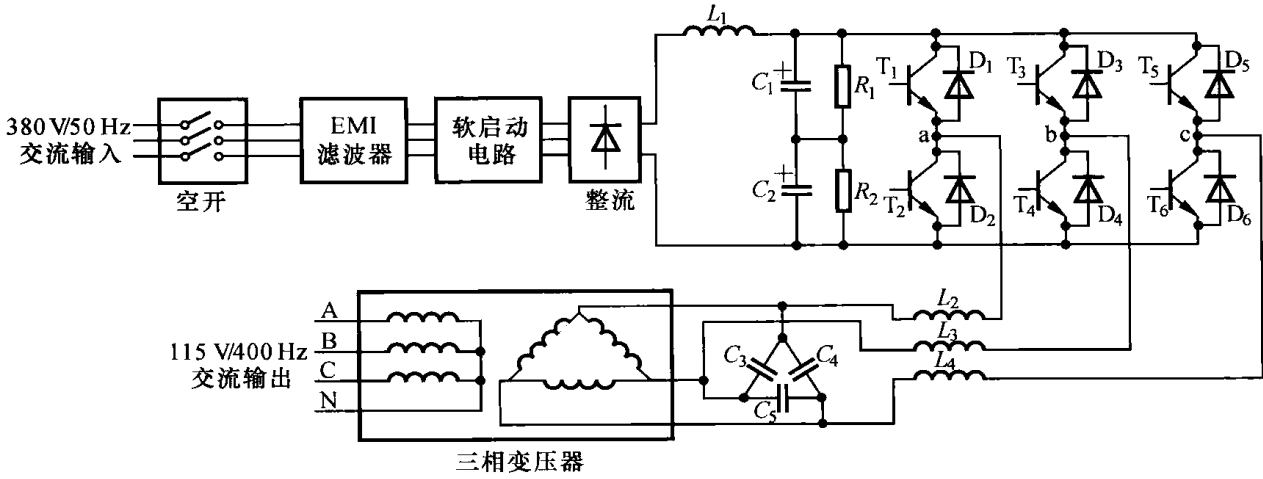 380 V/50 Hz
交流输入
空开
EMI
滤波器
软启动
电路
整流
L1
C1
+
R1
C2
+
R2
T1
D1
T3
D3
T5
D5
a
b
c
T2
D2
T4
D4
T6
D6
115 V/400 Hz
交流输出
A
B
C
N
三相变压器
C3
C4
C5
L2
L3
L4